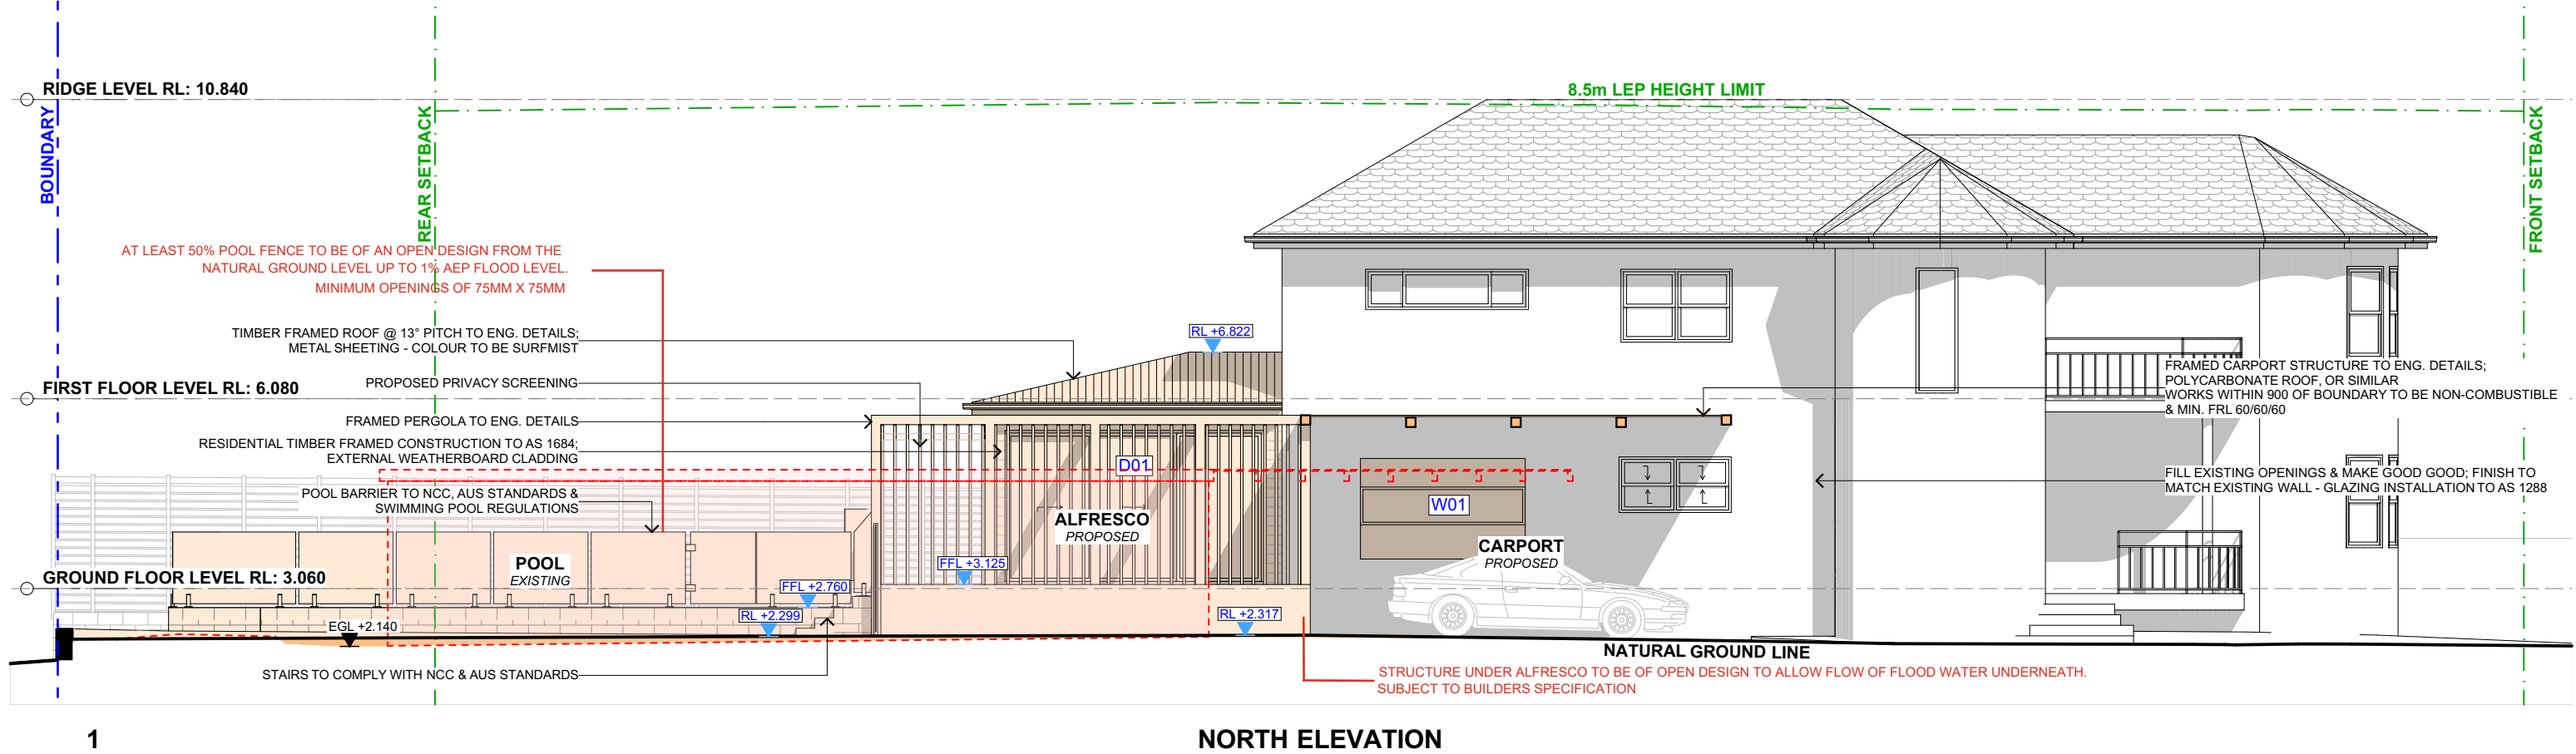 RIDGE LEVEL RL: 10.840
8.5m LEP HEIGHT LIMIT
BOUNDARY
REAR SETBACK
FRONT SETBACK
AT LEAST 50% POOL FENCE TO BE OF AN OPEN DESIGN FROM THE
NATURAL GROUND LEVEL UP TO 1% AEP FLOOD LEVEL.
MINIMUM OPENINGS OF 75MM X 75MM
TIMBER FRAMED ROOF @ 13° PITCH TO ENG. DETAILS;
METAL SHEETING - COLOUR TO BE SURFMIST
RL +6.822
FIRST FLOOR LEVEL RL: 6.080
PROPOSED PRIVACY SCREENING
FRAMED CARPORT STRUCTURE TO ENG. DETAILS;
POLYCARBONATE ROOF, OR SIMILAR
WORKS WITHIN 900 OF BOUNDARY TO BE NON-COMBUSTIBLE
& MIN. FRL 60/60/60
FRAMED PERGOLA TO ENG. DETAILS
RESIDENTIAL TIMBER FRAMED CONSTRUCTION TO AS 1684;
EXTERNAL WEATHERBOARD CLADDING
D01
FILL EXISTING OPENINGS & MAKE GOOD GOOD; FINISH TO
MATCH EXISTING WALL - GLAZING INSTALLATION TO AS 1288
POOL BARRIER TO NCC, AUS STANDARDS &
SWIMMING POOL REGULATIONS
W01
ALFRESCO
PROPOSED
CARPORT
PROPOSED
POOL
EXISTING
FFL +3.125
GROUND FLOOR LEVEL RL: 3.060
FFL +2.760
RL +2.299
RL +2.317
EGL +2.140
NATURAL GROUND LINE
STAIRS TO COMPLY WITH NCC & AUS STANDARDS
STRUCTURE UNDER ALFRESCO TO BE OF OPEN DESIGN TO ALLOW FLOW OF FLOOD WATER UNDERNEATH.
SUBJECT TO BUILDERS SPECIFICATION
1
NORTH ELEVATION